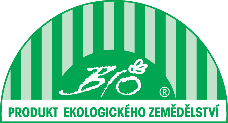 BIO ®
PRODUKT EKOLOGICKÉHO ZEMĚDĚLSTVÍ